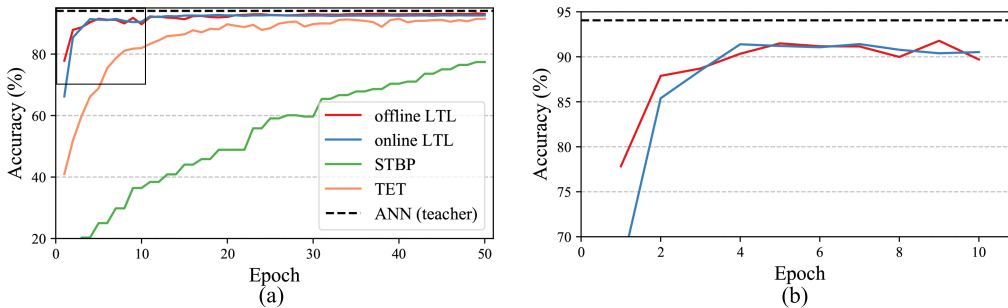 Accuracy (%)
80
60
40
20
0
10
20
30
40
50
Epoch
offline LTL
online LTL
STBP
TET
ANN (teacher)
(a)
Accuracy (%)
95
90
85
80
75
70
0
2
4
6
8
10
Epoch
(b)